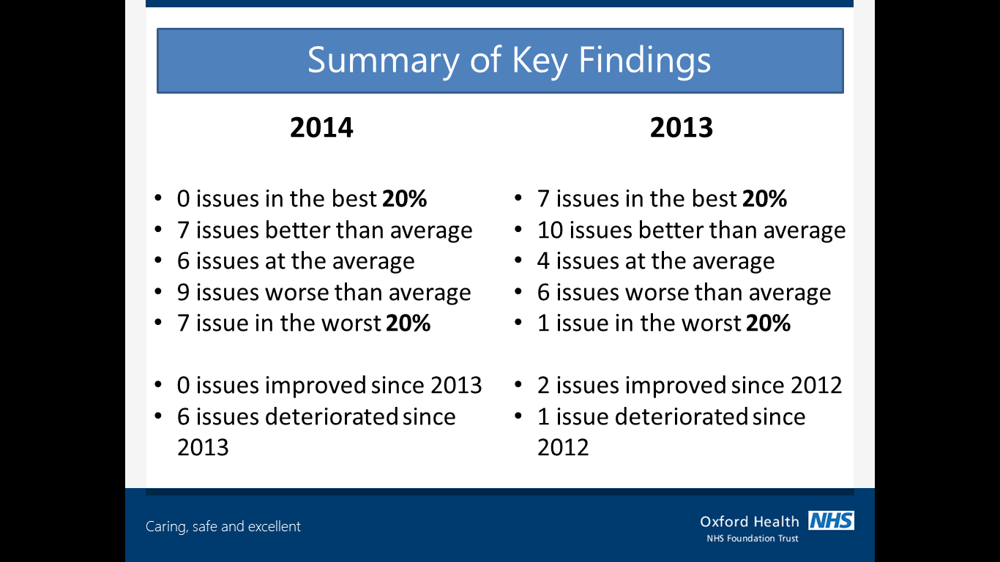 Summary of Key Findings
2014
• 0 issues in the best 20%
• 7 issues better than average
• 6 issues at the average
• 9 issues worse than average
• 7 issue in the worst 20%
• 0 issues improved since 2013
• 6 issues deteriorated since
2013
2013
• 7 issues in the best 20%
• 10 issues better than average
• 4 issues at the average
• 6 issues worse than average
• 1 issue in the worst 20%
• 2 issues improved since 2012
• 1 issue deteriorated since
2012
Caring, safe and excellent
Oxford Health NHS
NHS Foundation Trust